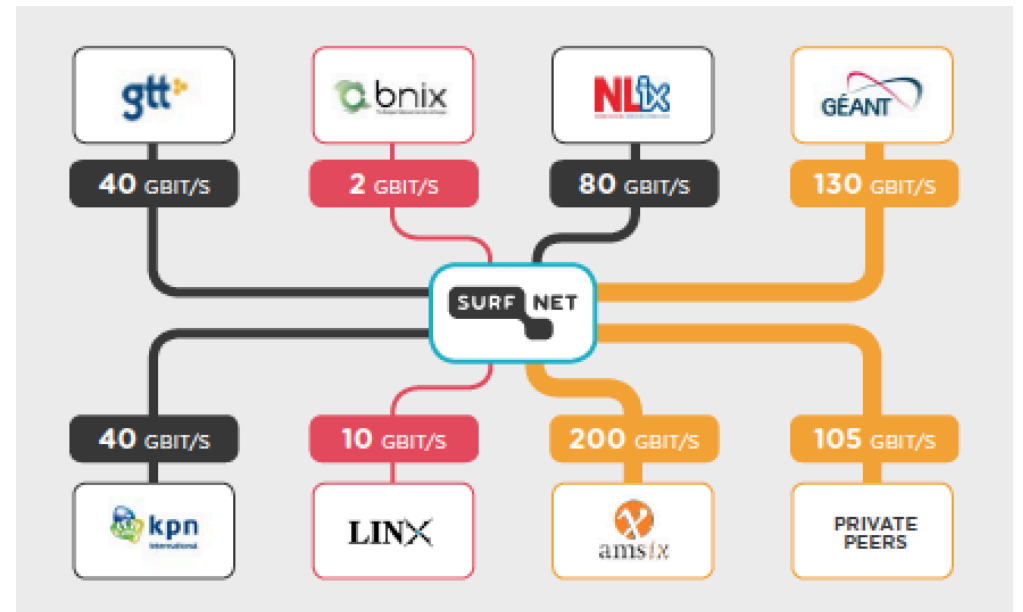 gtt
bnix
NLix
GÉANT
40 GBIT/S
2 GBIT/S
80 GBIT/S
130 GBIT/S
SURF NET
40 GBIT/S
10 GBIT/S
200 GBIT/S
105 GBIT/S
kpn
international
LINX
amsix
PRIVATE
PEERS